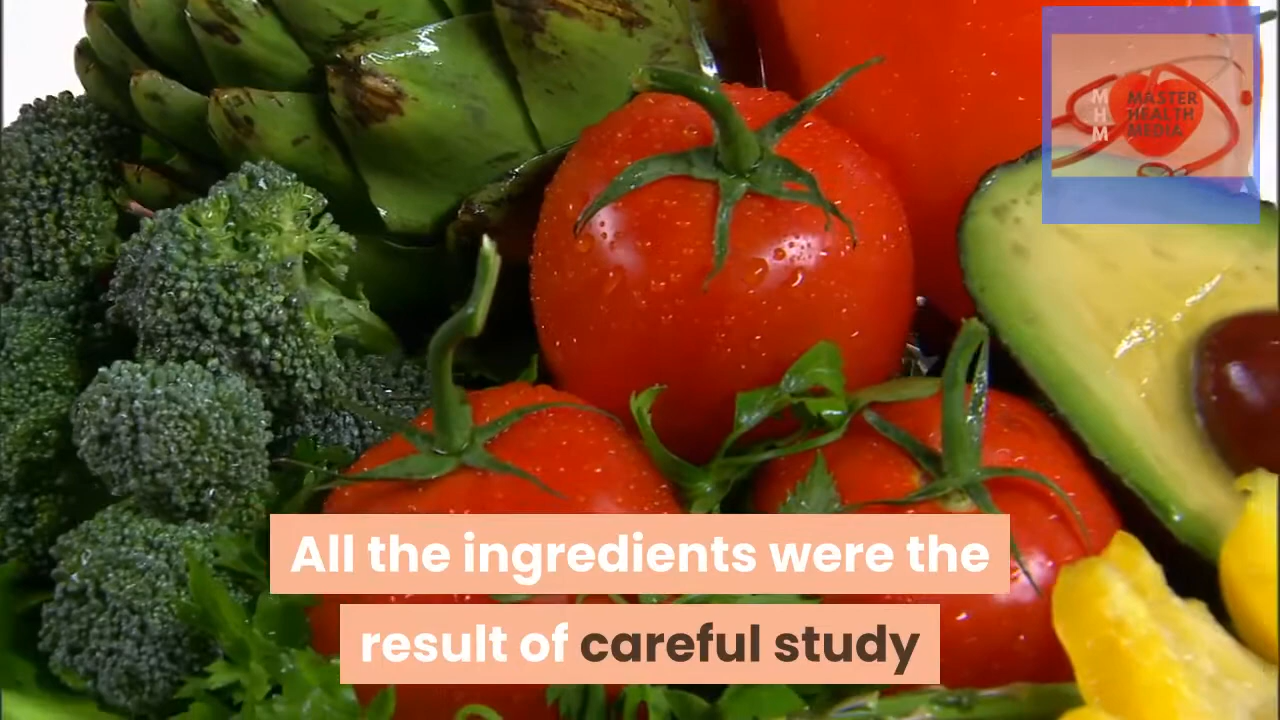 M MASTER
H HEALTH
M MEDIA
All the ingredients were the
result of careful study